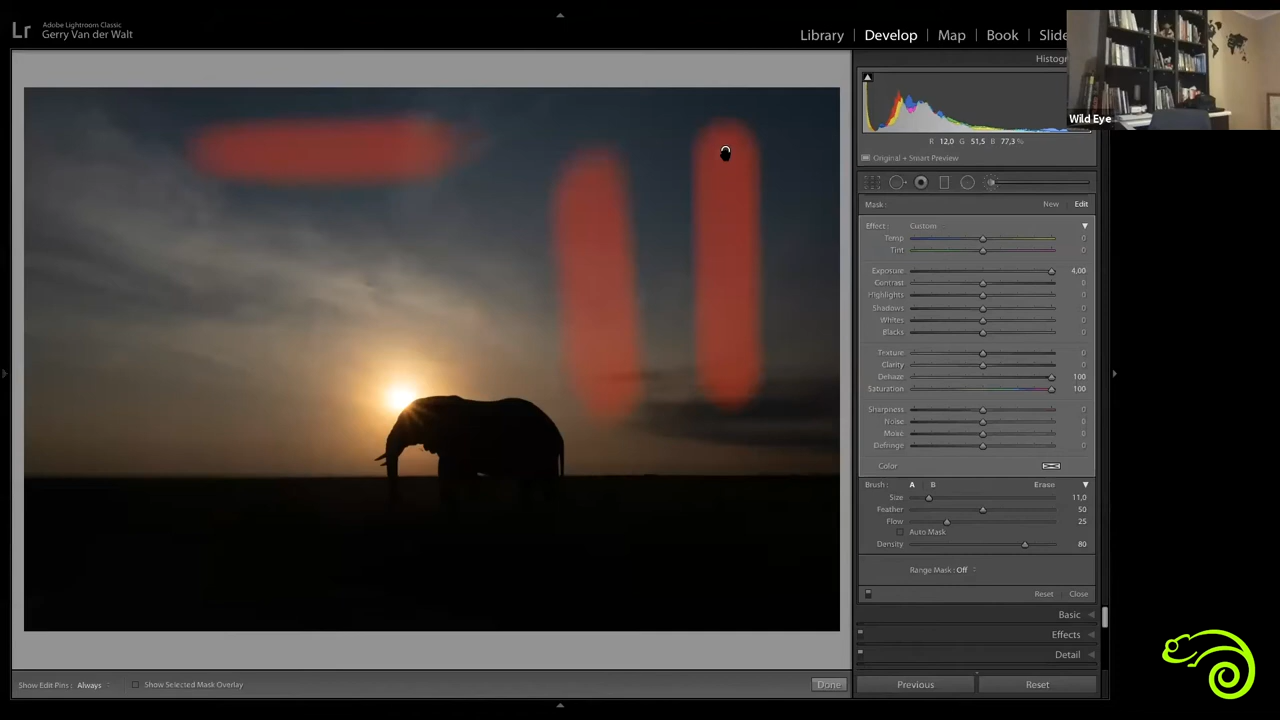 Lr
Adobe Lightroom Classic
Gerry Van der Walt
Library | Develop | Map | Book | Slide
Wild Eye
Histog
R 12,0 G 51,5 B 77,3 %
Original + Smart Preview
Mask : New Edit
Effect : Custom
Temp 0
Tint 0
Exposure 4,00
Contrast 0
Highlights 0
Shadows 0
Whites 0
Blacks 0
Texture 0
Clarity 0
Dehaze 100
Saturation 100
Sharpness 0
Noise 0
Moiré 0
Defringe 0
Color
Brush : A B Erase
Size 11,0
Feather 50
Flow 25
Auto Mask
Density 80
Range Mask : Off
Reset Close
Basic
Effects
Detail
Show Edit Pins : Always
Show Selected Mask Overlay
Done
Previous
Reset